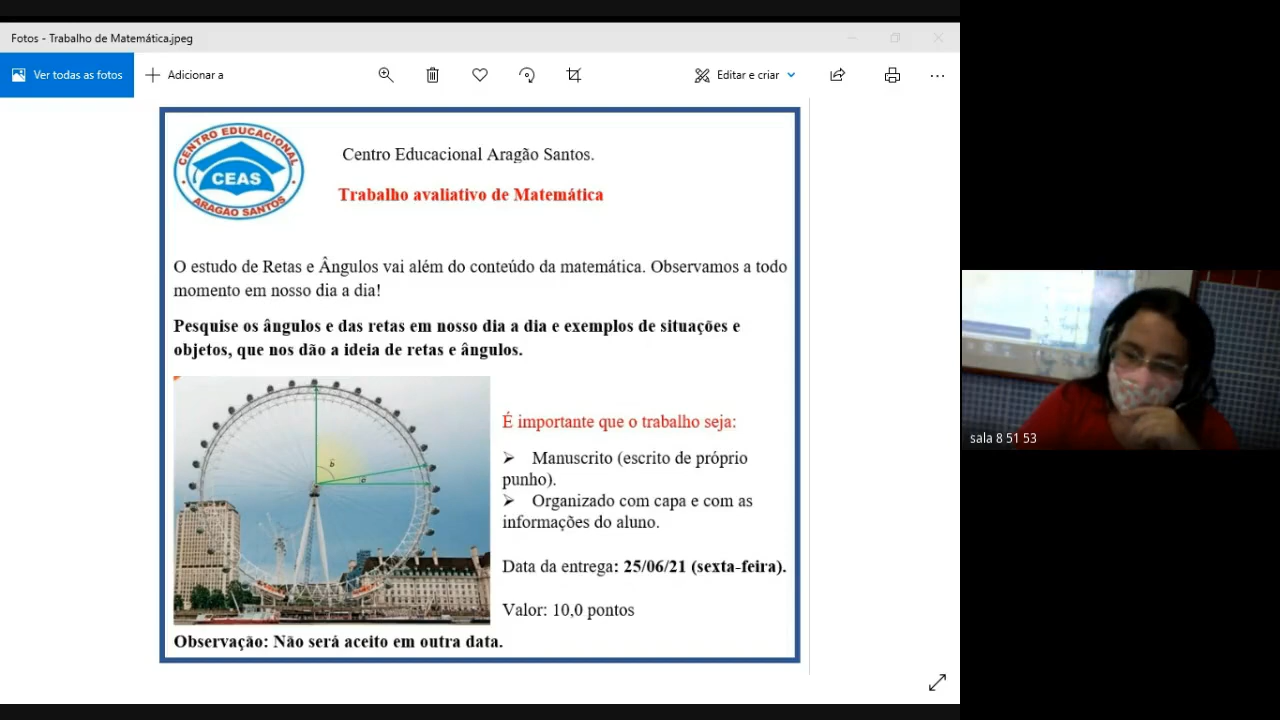 Fotos - Trabalho de Matemática.jpeg
Ver todas as fotos
Adicionar a
Editar e criar
CENTRO EDUCACIONAL
CEAS
ARAGÃO SANTOS
Centro Educacional Aragão Santos.
Trabalho avaliativo de Matemática
O estudo de Retas e Ângulos vai além do conteúdo da matemática. Observamos a todo
momento em nosso dia a dia!
Pesquise os ângulos e das retas em nosso dia a dia e exemplos de situações e
objetos, que nos dão a ideia de retas e ângulos.
b
a
É importante que o trabalho seja:
➢ Manuscrito (escrito de próprio
punho).
➢ Organizado com capa e com as
informações do aluno.
Data da entrega: 25/06/21 (sexta-feira).
Valor: 10,0 pontos
Observação: Não será aceito em outra data.
sala 8 51 53